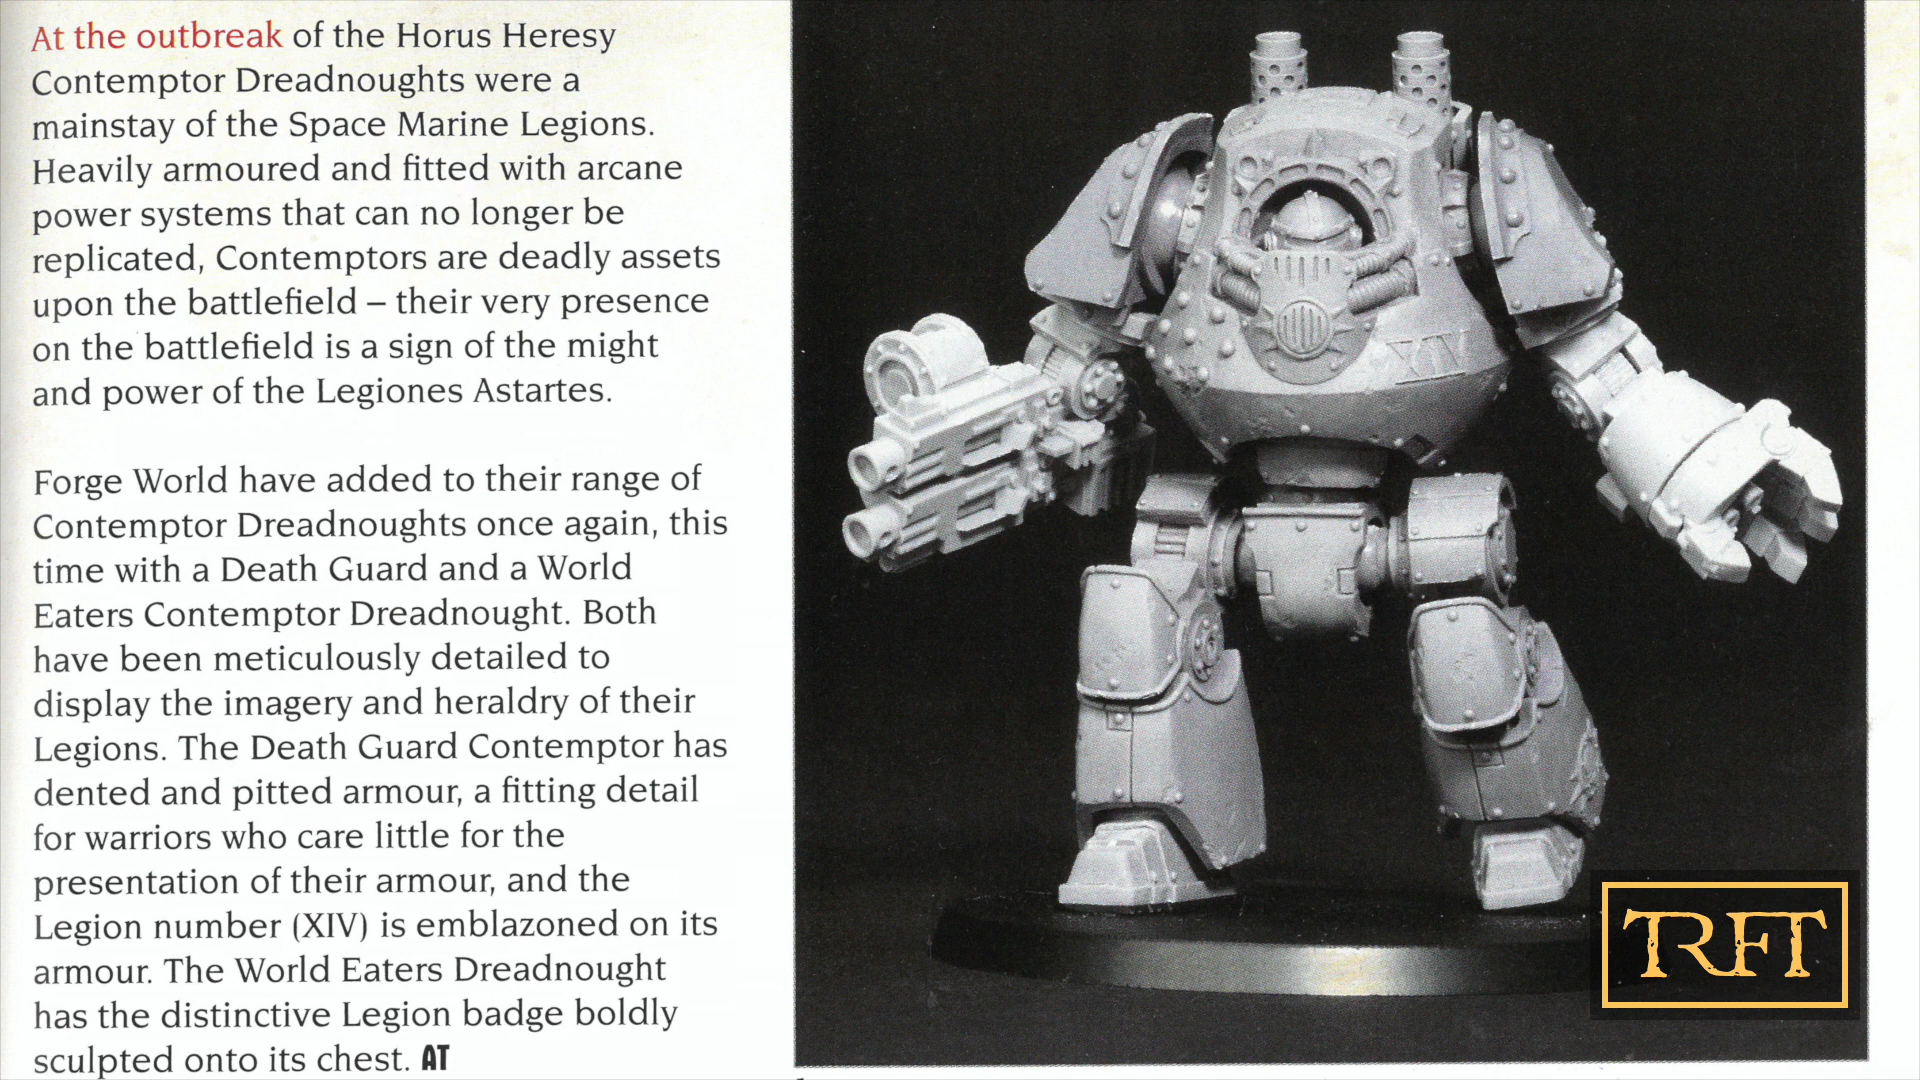 At the outbreak of the Horus Heresy
Contemptor Dreadnoughts were a
mainstay of the Space Marine Legions.
Heavily armoured and fitted with arcane
power systems that can no longer be
replicated, Contemptors are deadly assets
upon the battlefield – their very presence
on the battlefield is a sign of the might
and power of the Legiones Astartes.
Forge World have added to their range of
Contemptor Dreadnoughts once again, this
time with a Death Guard and a World
Eaters Contemptor Dreadnought. Both
have been meticulously detailed to
display the imagery and heraldry of their
Legions. The Death Guard Contemptor has
dented and pitted armour, a fitting detail
for warriors who care little for the
presentation of their armour, and the
Legion number (XIV) is emblazoned on its
armour. The World Eaters Dreadnought
has the distinctive Legion badge boldly
sculpted onto its chest. AT
XIV
TRFT